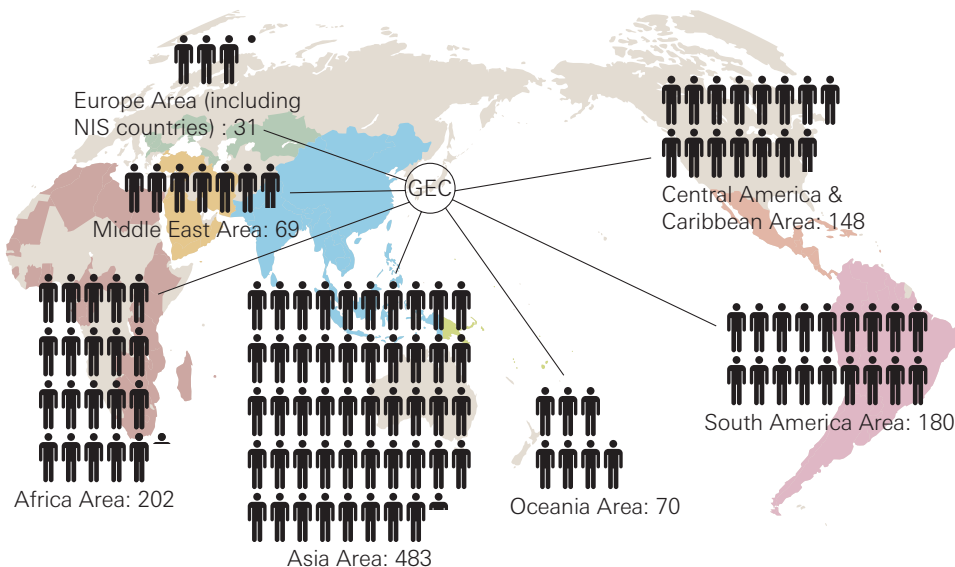 Europe Area (including
NIS countries) : 31
GEC
Central America &
Caribbean Area: 148
Middle East Area: 69
South America Area: 180
Africa Area: 202
Oceania Area: 70
Asia Area: 483